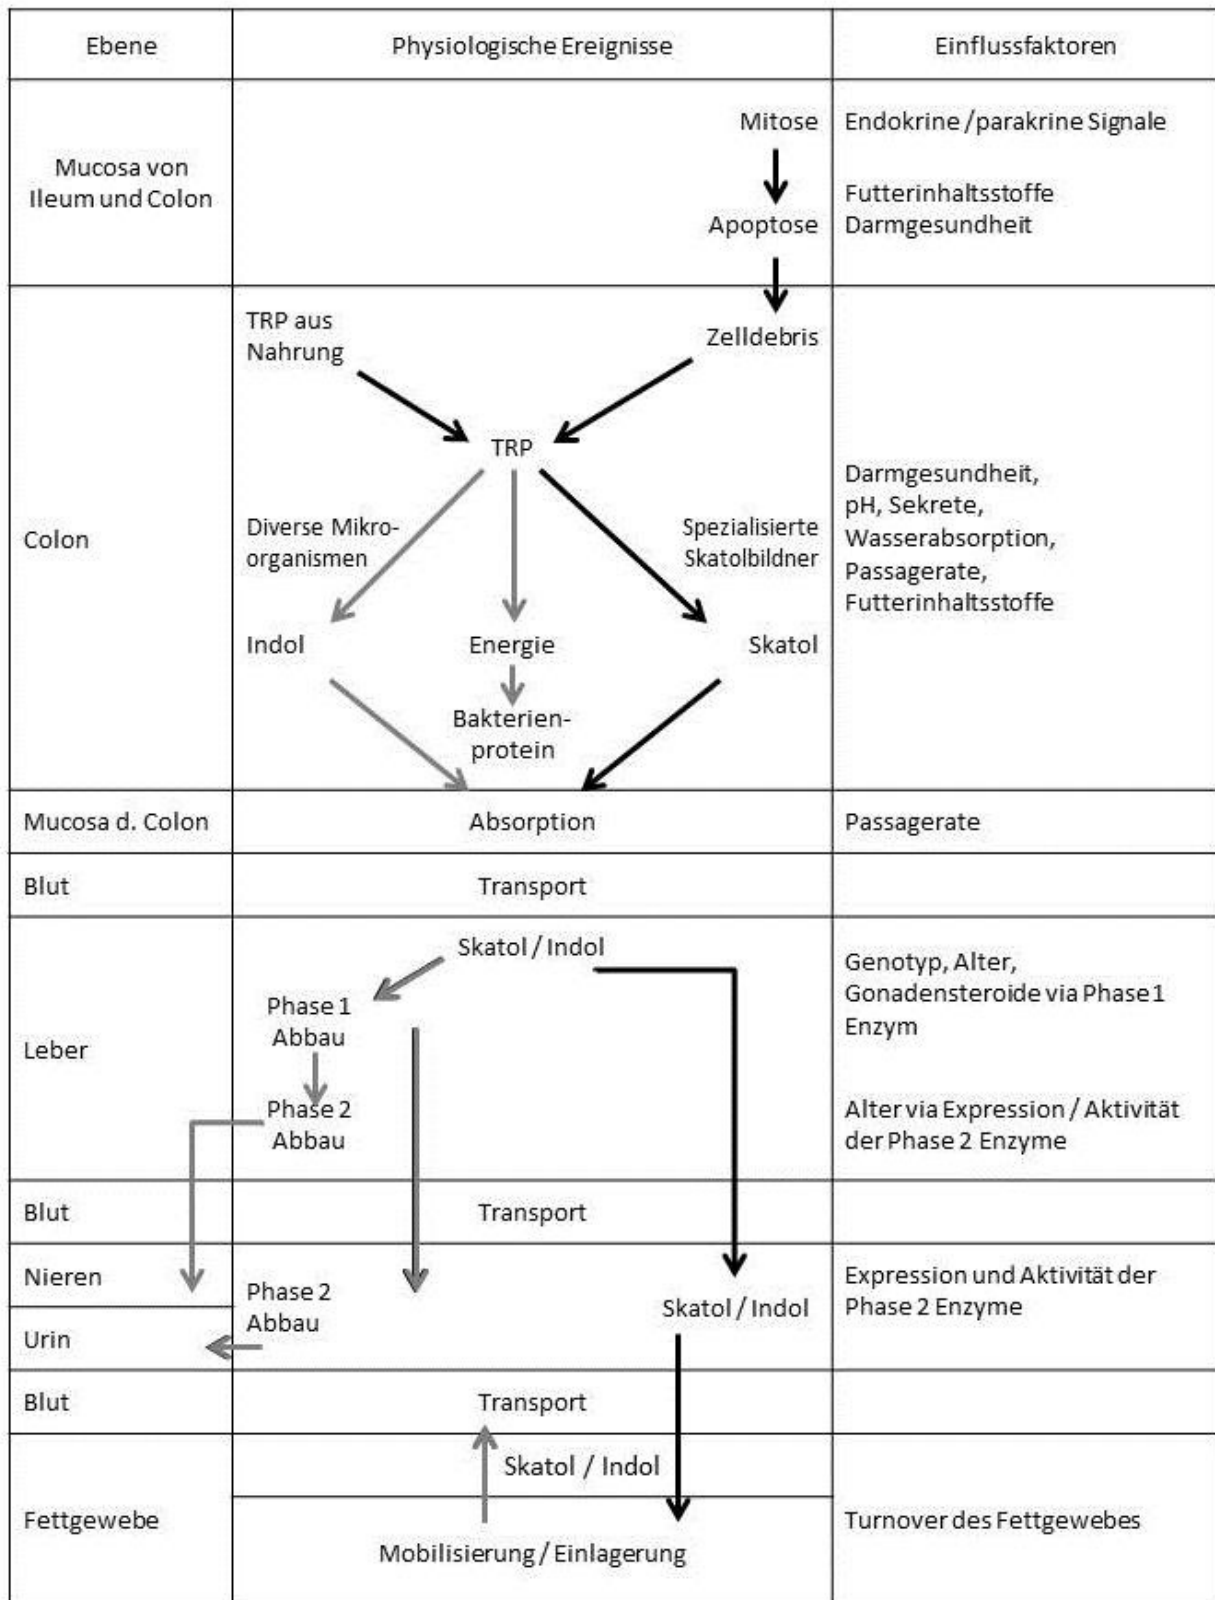 Ebene
Physiologische Ereignisse
Einflussfaktoren
Mucosa von
Ileum und Colon
Mitose
Apoptose
Endokrine /parakrine Signale
Futterinhaltsstoffe
Darmgesundheit
Colon
TRP aus
Nahrung
Zelldebris
TRP
Diverse Mikro-
organismen
Spezialisierte
Skatolbildner
Indol
Energie
Skatol
Bakterien-
protein
Darmgesundheit,
pH, Sekrete,
Wasserabsorption,
Passagerate,
Futterinhaltsstoffe
Mucosa d. Colon
Absorption
Passagerate
Blut
Transport
Leber
Skatol / Indol
Phase 1
Abbau
Phase 2
Abbau
Genotyp, Alter,
Gonadensteroide via Phase1
Enzym
Alter via Expression / Aktivität
der Phase 2 Enzyme
Blut
Transport
Nieren
Urin
Phase 2
Abbau
Skatol / Indol
Expression und Aktivität der
Phase 2 Enzyme
Blut
Transport
Fettgewebe
Skatol / Indol
Mobilisierung / Einlagerung
Turnover des Fettgewebes